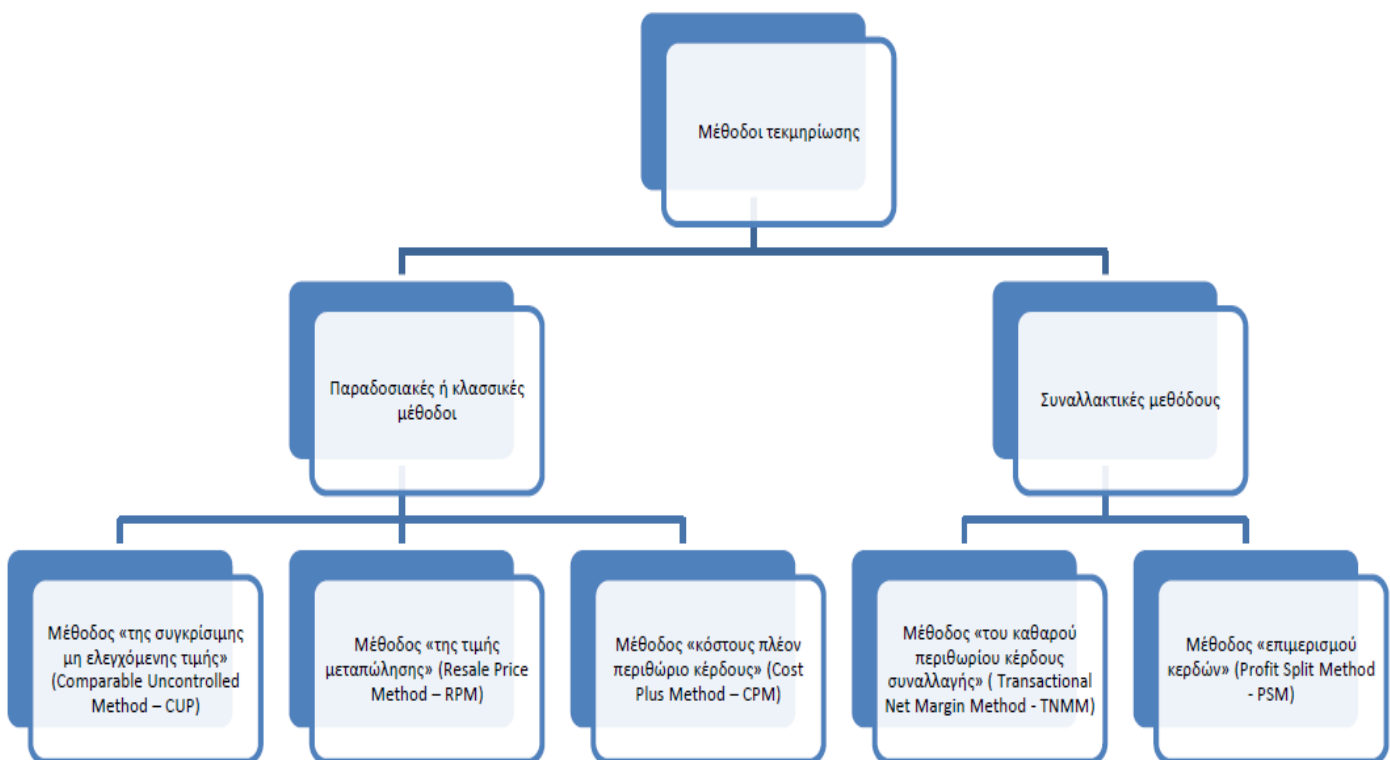 Μέθοδοι τεκμηρίωσης
Παραδοσιακές ή κλασσικές
μέθοδοι
Συναλλακτικές μεθόδους
Μέθοδος «της συγκρίσιμης
μη ελεγχόμενης τιμής»
(Comparable Uncontrolled
Method – CUP)
Μέθοδος «της τιμής
μεταπώλησης» (Resale Price
Method – RPM)
Μέθοδος «κόστους πλέον
περιθώριο κέρδους» (Cost
Plus Method – CPM)
Μέθοδος «του καθαρού
περιθωρίου κέρδους
συναλλαγής» ( Transactional
Net Margin Method - TNMM)
Μέθοδος «επιμερισμού
κερδών» (Profit Split Method
- PSM)